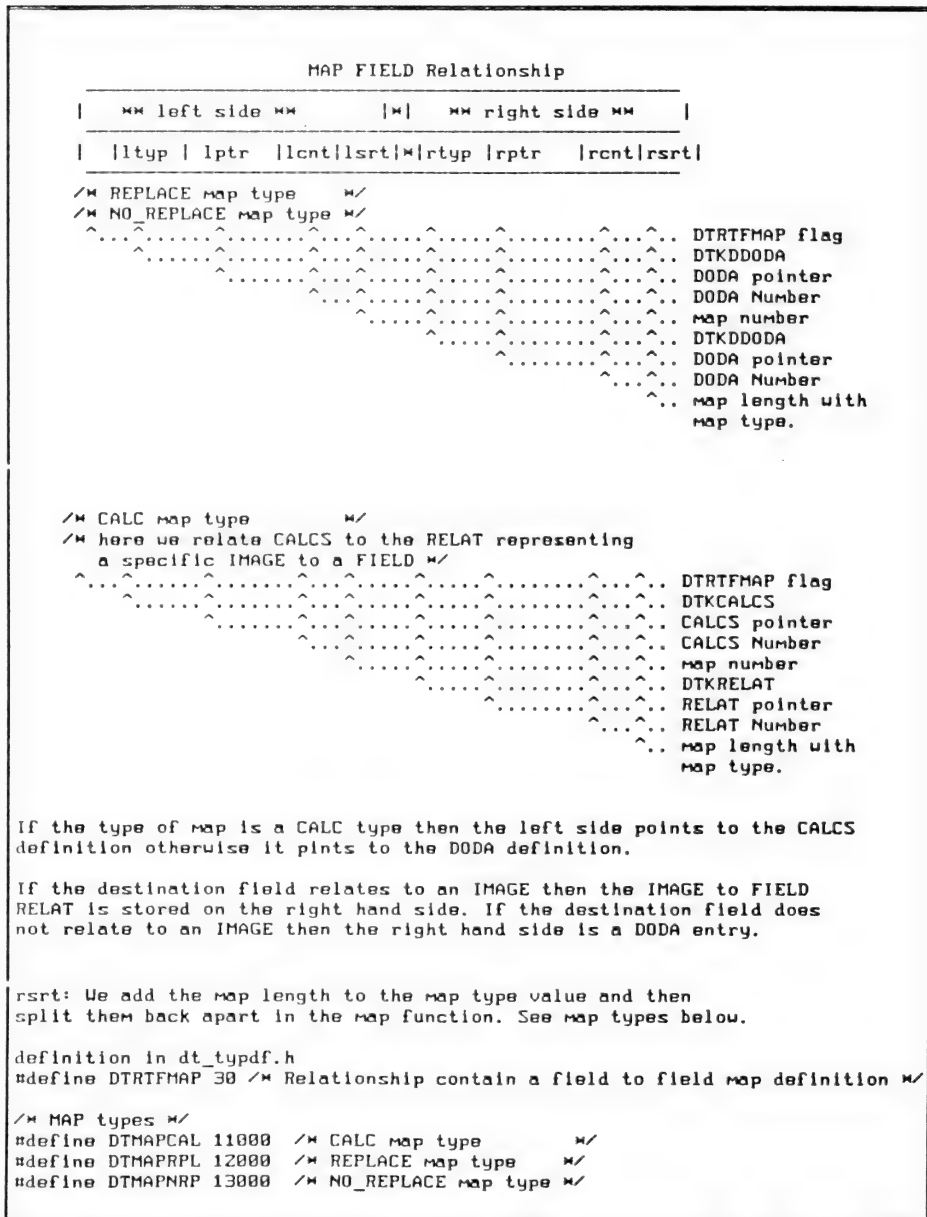 MAP FIELD Relationship
| ** left side ** |*| ** right side ** |
| |ltyp | lptr |lcnt|lsrt|*|rtyp |rptr |rcnt|rsrt|
/* REPLACE map type */
/* NO_REPLACE map type */
^...^......^.......^...^.....^.....^........^...^.. DTRTFMAP flag
^......^.......^...^.....^.....^........^...^.. DTKDDODA
^.......^...^.....^.....^........^...^.. DODA pointer
^...^.....^.....^........^...^.. DODA Number
^.....^.....^........^...^.. map number
^.....^........^...^.. DTKDDODA
^........^...^.. DODA pointer
^...^.. DODA Number
^.. map length with
map type.
/* CALC map type */
/* here we relate CALCS to the RELAT representing
a specific IMAGE to a FIELD */
^...^......^.......^...^.....^.....^........^...^.. DTRTFMAP flag
^......^.......^...^.....^.....^........^...^.. DTKCALCS
^.......^...^.....^.....^........^...^.. CALCS pointer
^...^.....^.....^........^...^.. CALCS Number
^.....^.....^........^...^.. map number
^.....^........^...^.. DTKRELAT
^........^...^.. RELAT pointer
^...^.. RELAT Number
^.. map length with
map type.
If the type of map is a CALC type then the left side points to the CALCS
definition otherwise it pints to the DODA definition.
If the destination field relates to an IMAGE then the IMAGE to FIELD
RELAT is stored on the right hand side. If the destination field does
not relate to an IMAGE then the right hand side is a DODA entry.
rsrt: We add the map length to the map type value and then
split them back apart in the map function. See map types below.
definition in dt_typdf.h
#define DTRTFMAP 30 /* Relationship contain a field to field map definition */
/* MAP types */
#define DTMAPCAL 11000 /* CALC map type */
#define DTMAPRPL 12000 /* REPLACE map type */
#define DTMAPNRP 13000 /* NO_REPLACE map type */